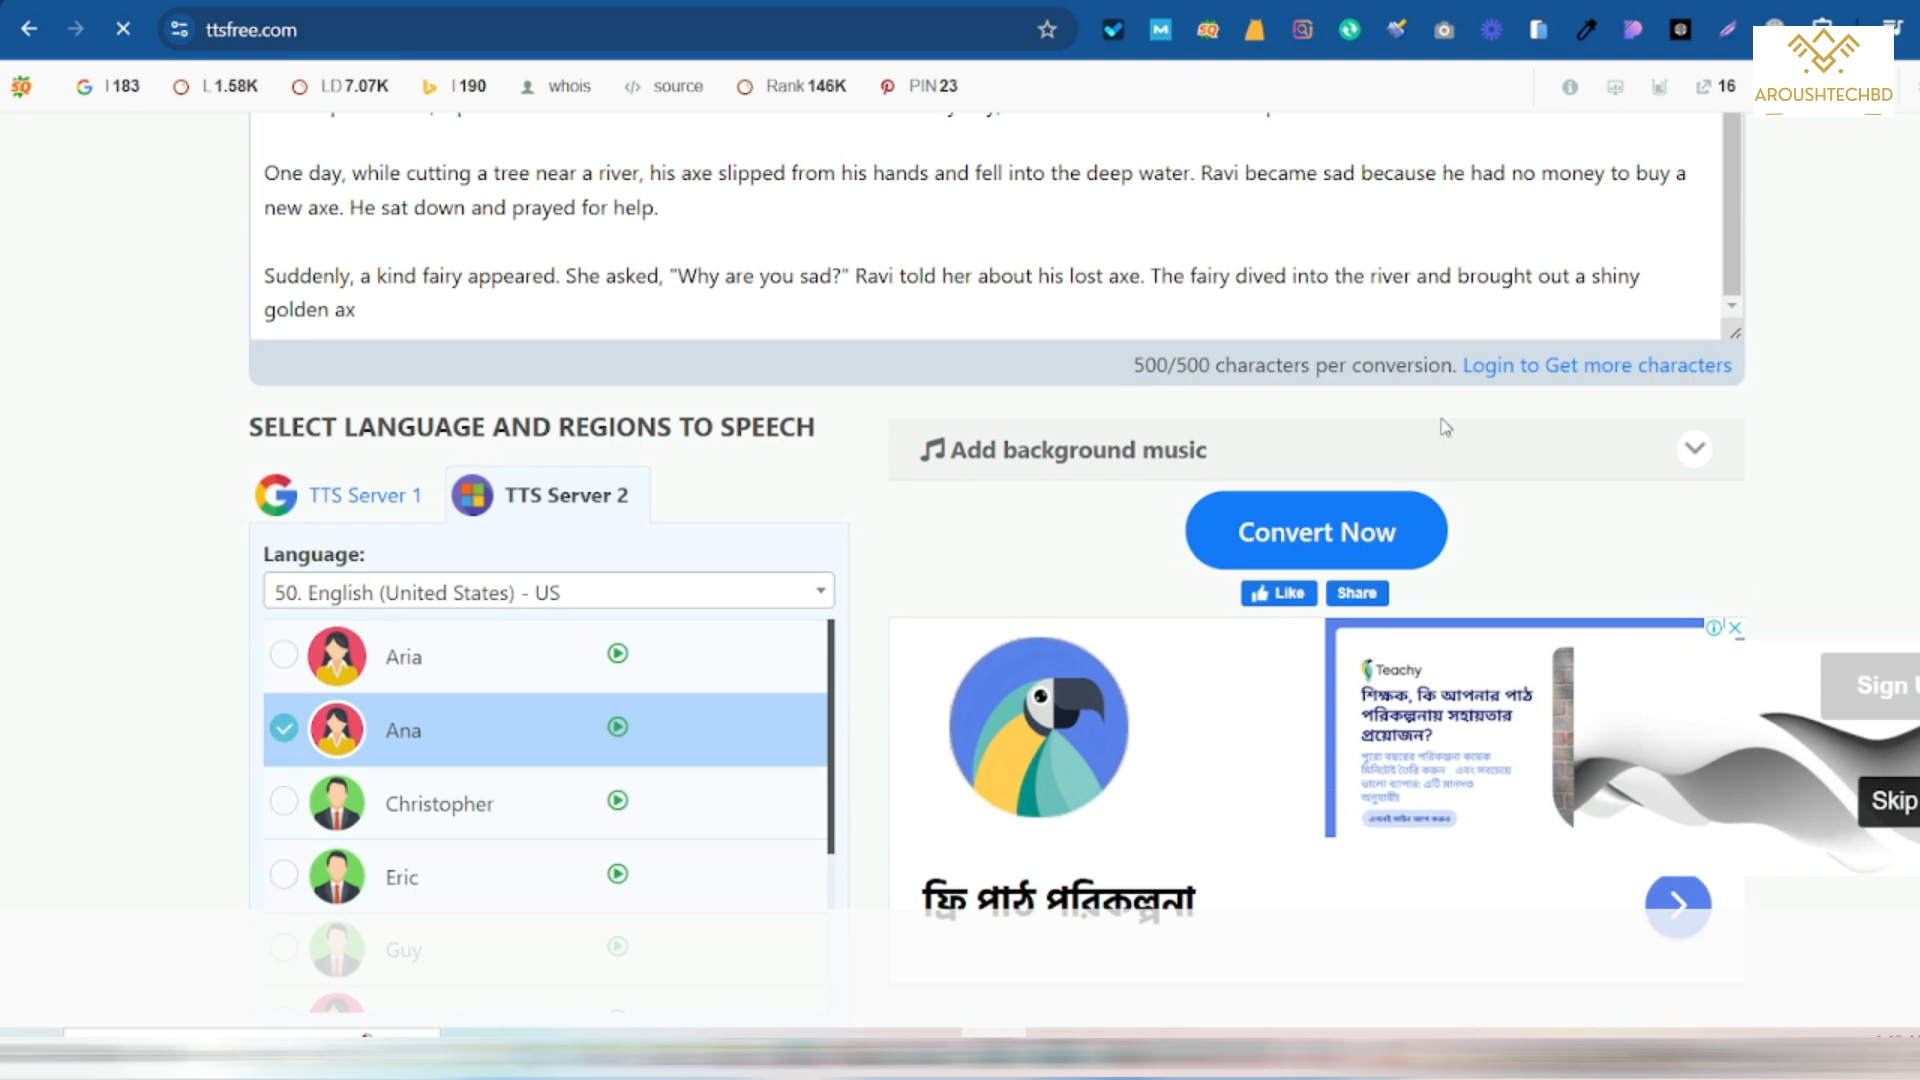 ttsfree.com
I 183
L 1.58K
LD 7.07K
I 190
whois
source
Rank 146K
PIN 23
16
AROUSHTECHBD
One day, while cutting a tree near a river, his axe slipped from his hands and fell into the deep water. Ravi became sad because he had no money to buy a
new axe. He sat down and prayed for help.
Suddenly, a kind fairy appeared. She asked, "Why are you sad?" Ravi told her about his lost axe. The fairy dived into the river and brought out a shiny
golden ax
500/500 characters per conversion. Login to Get more characters
SELECT LANGUAGE AND REGIONS TO SPEECH
Add background music
TTS Server 1
TTS Server 2
Convert Now
Language:
50. English (United States) - US
Like
Share
Aria
Ana
Christopher
Eric
Guy
Teachy
শিক্ষক, কি আপনার পাঠ
পরিকল্পনায় সহায়তার
প্রয়োজন?
ফ্রি পাঠ পরিকল্পনা
Sign
Skip